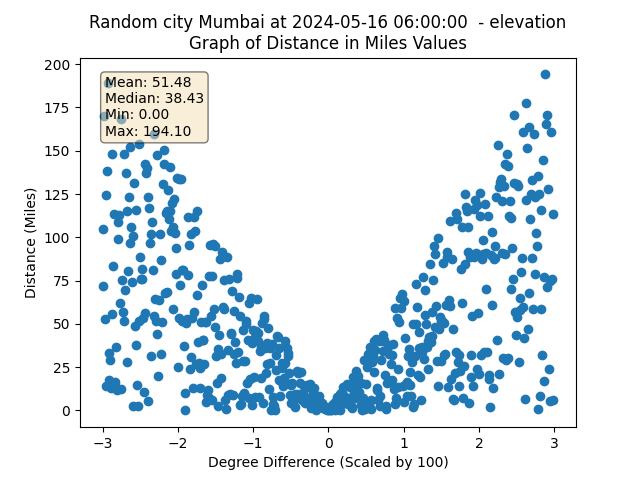 Random city Mumbai at 2024-05-16 06:00:00  - elevation
Graph of Distance in Miles Values
200
175
150
125
100
75
50
25
0
Distance (Miles)
Mean: 51.48
Median: 38.43
Min: 0.00
Max: 194.10
−3 −2 −1 0 1 2 3
Degree Difference (Scaled by 100)